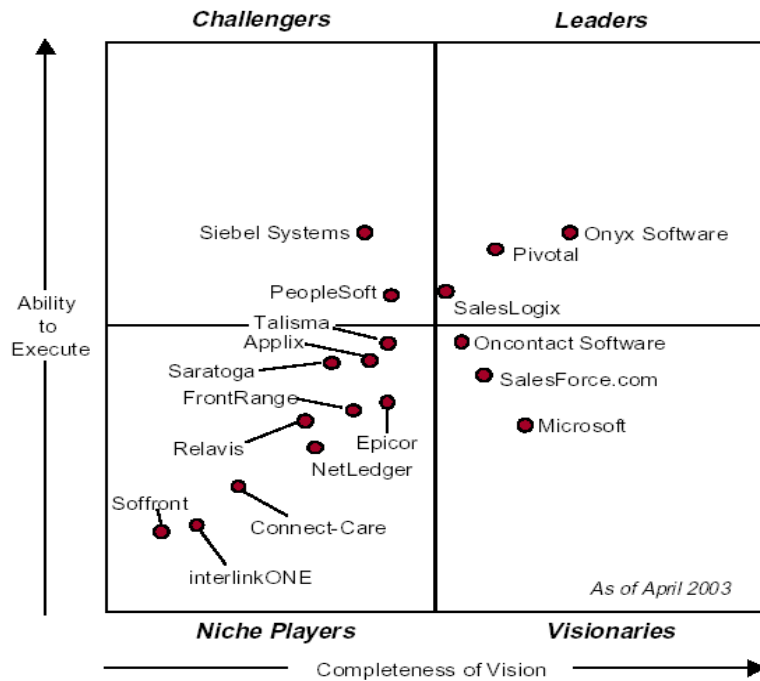 Challengers
Leaders
Siebel Systems
Onyx Software
Pivotal
PeopleSoft
SalesLogix
Ability
to
Execute
Talisma
Applix
Oncontact Software
Saratoga
SalesForce.com
FrontRange
Microsoft
Epicor
Relavis
NetLedger
Soffront
Connect-Care
interlinkONE
As of April 2003
Niche Players
Visionaries
Completeness of Vision